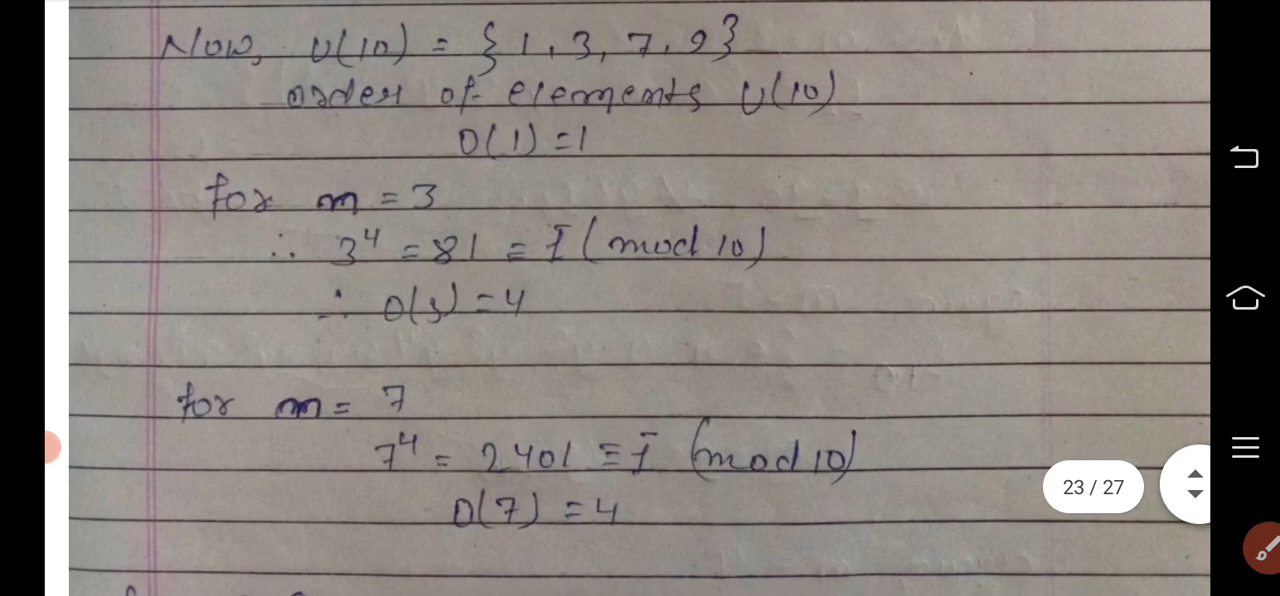 Now, U(10) = {1, 3, 7, 9}
order of elements U(10)
O(1) = 1
for m = 3
∴ 3⁴ = 81 ≡ 1̄ (mod 10)
∴ O(3) = 4
for m = 7
7⁴ = 2401 ≡ 1̄ (mod 10)
23 / 27
O(7) = 4